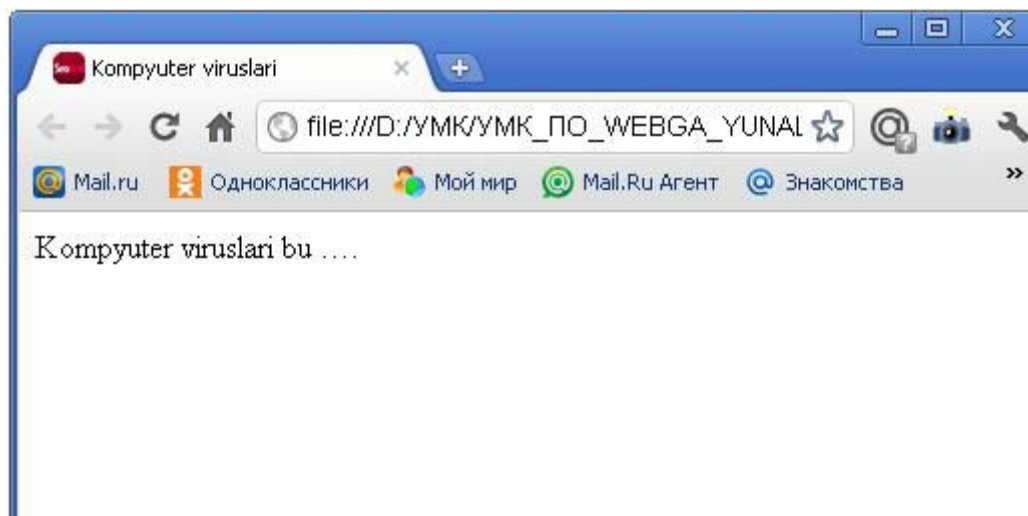 Kompyuter viruslari
file:///D:/УМК/УМК_ПО_WEBGA_YUNAL
Mail.ru Одноклассники Мой мир Mail.Ru Агент Знакомства »
Kompyuter viruslari bu ....